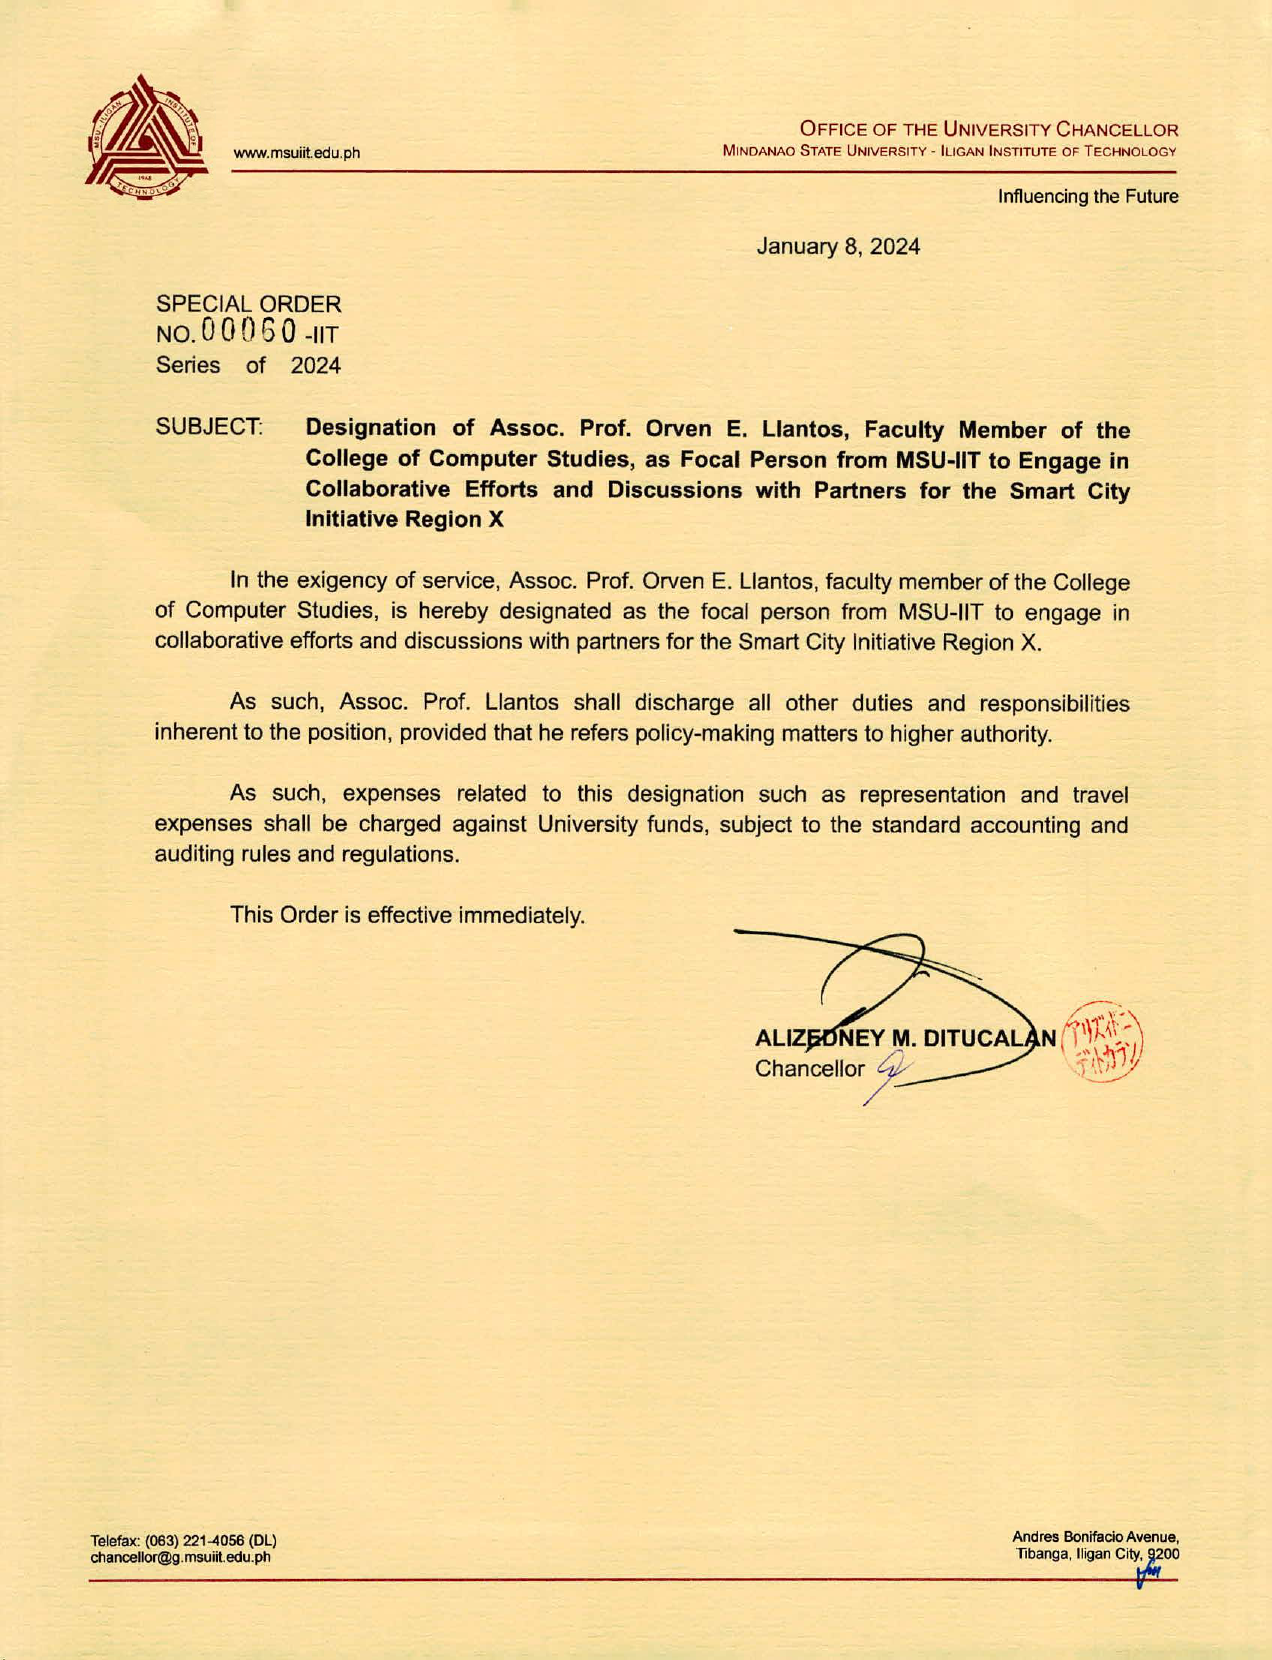 MSU - ILIGAN INSTITUTE OF TECHNOLOGY
1968
www.msuiit.edu.ph
OFFICE OF THE UNIVERSITY CHANCELLOR
MINDANAO STATE UNIVERSITY - ILIGAN INSTITUTE OF TECHNOLOGY
Influencing the Future
January 8, 2024
SPECIAL ORDER
NO. 00060 -IIT
Series of 2024
SUBJECT: Designation of Assoc. Prof. Orven E. Llantos, Faculty Member of the
College of Computer Studies, as Focal Person from MSU-IIT to Engage in
Collaborative Efforts and Discussions with Partners for the Smart City
Initiative Region X
In the exigency of service, Assoc. Prof. Orven E. Llantos, faculty member of the College
of Computer Studies, is hereby designated as the focal person from MSU-IIT to engage in
collaborative efforts and discussions with partners for the Smart City Initiative Region X.
As such, Assoc. Prof. Llantos shall discharge all other duties and responsibilities
inherent to the position, provided that he refers policy-making matters to higher authority.
As such, expenses related to this designation such as representation and travel
expenses shall be charged against University funds, subject to the standard accounting and
auditing rules and regulations.
This Order is effective immediately.
ALIZEDNEY M. DITUCALAN
Chancellor
アリズィドニー
ディトカラン
Telefax: (063) 221-4056 (DL)
chancellor@g.msuiit.edu.ph
Andres Bonifacio Avenue,
Tibanga, Iligan City, 9200